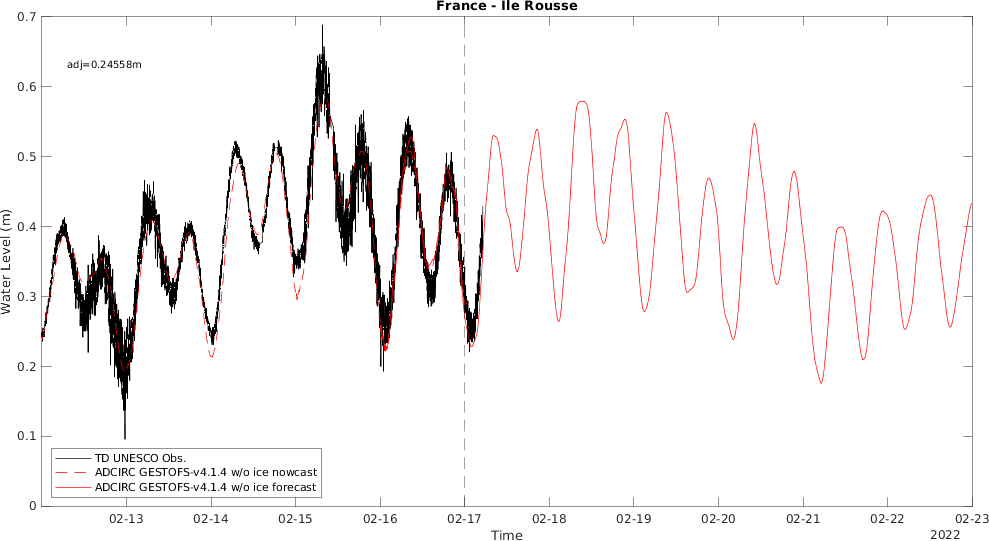 France - Ile Rousse
0.7
0.6
0.5
0.4
0.3
0.2
0.1
0
Water Level (m)
adj=0.24558m
TD UNESCO Obs.
ADCIRC GESTOFS-v4.1.4 w/o ice nowcast
ADCIRC GESTOFS-v4.1.4 w/o ice forecast
02-13 02-14 02-15 02-16 02-17 02-18 02-19 02-20 02-21 02-22 02-23
Time
2022